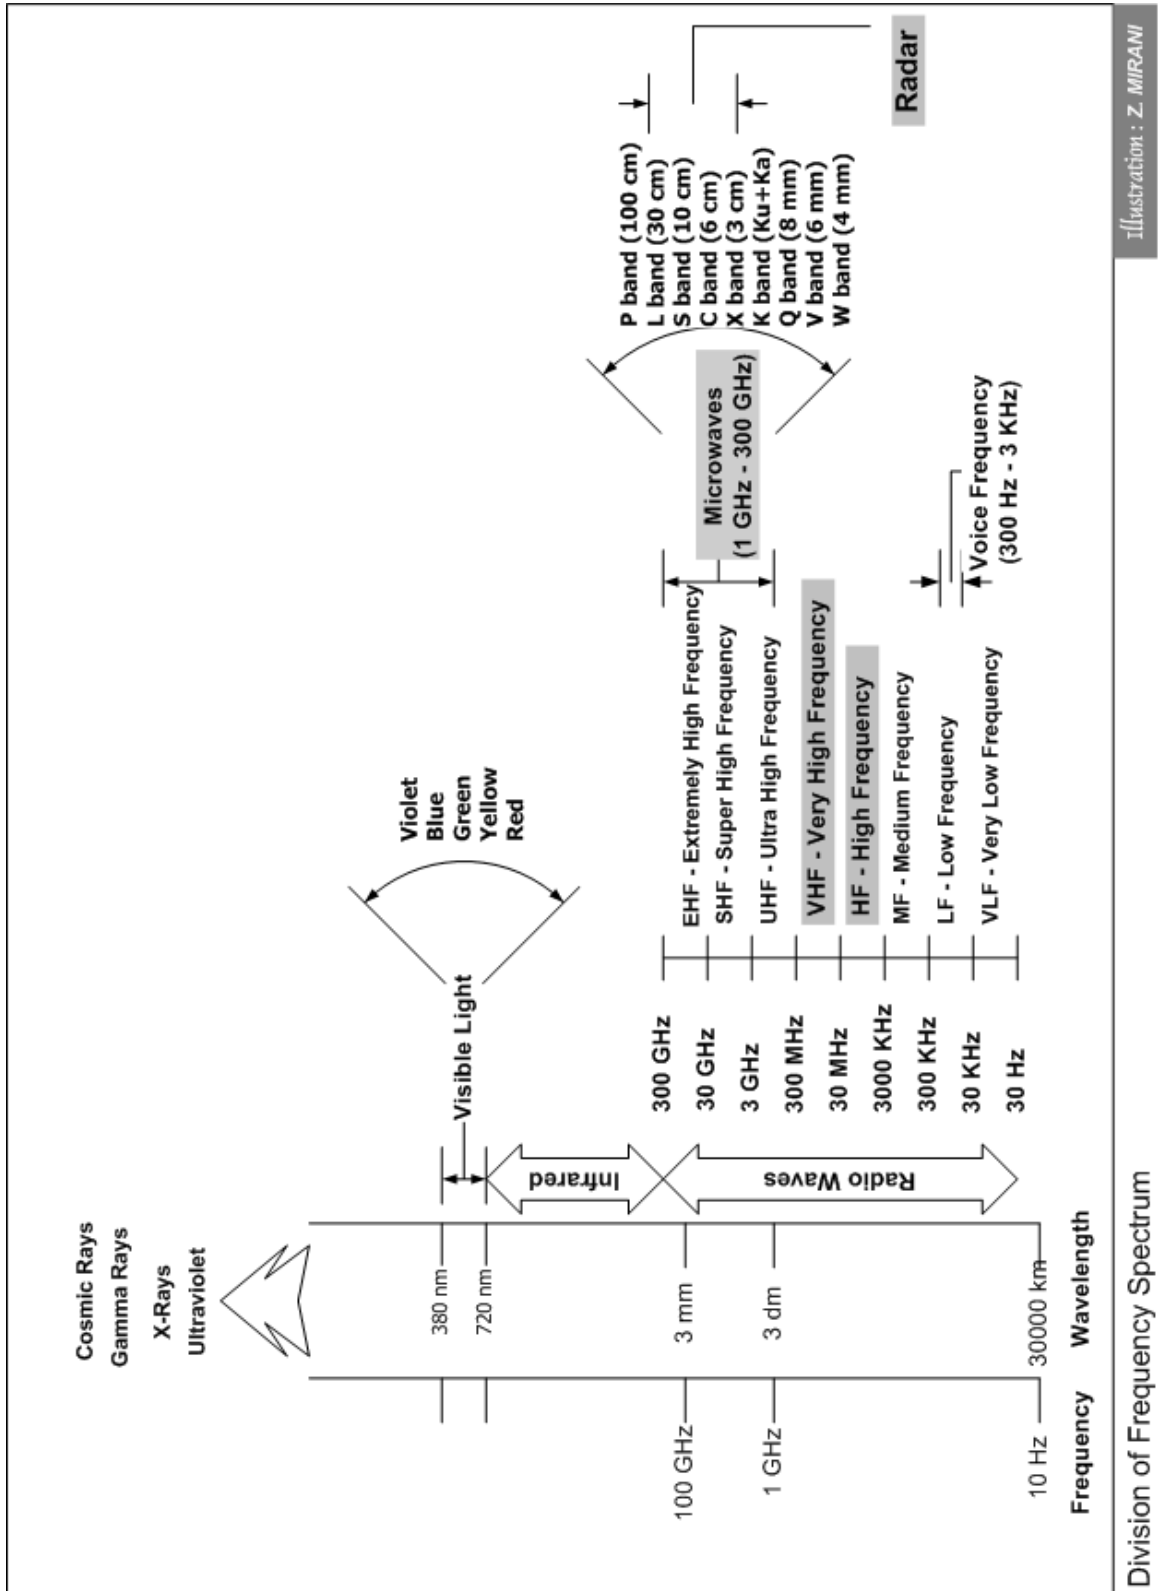 Cosmic Rays
Gamma Rays
X-Rays
Ultraviolet
380 nm
720 nm
3 mm
3 dm
30000 km
Wavelength
100 GHz
1 GHz
10 Hz
Frequency
Visible Light
Infrared
Radio Waves
Violet
Blue
Green
Yellow
Red
300 GHz
30 GHz
3 GHz
300 MHz
30 MHz
3000 KHz
300 KHz
30 KHz
30 Hz
EHF - Extremely High Frequency
SHF - Super High Frequency
UHF - Ultra High Frequency
VHF - Very High Frequency
HF - High Frequency
MF - Medium Frequency
LF - Low Frequency
VLF - Very Low Frequency
Microwaves
(1 GHz - 300 GHz)
Voice Frequency
(300 Hz - 3 KHz)
P band (100 cm)
L band (30 cm)
S band (10 cm)
C band (6 cm)
X band (3 cm)
K band (Ku+Ka)
Q band (8 mm)
V band (6 mm)
W band (4 mm)
Radar
Division of Frequency Spectrum
Illustration : Z. MIRANI